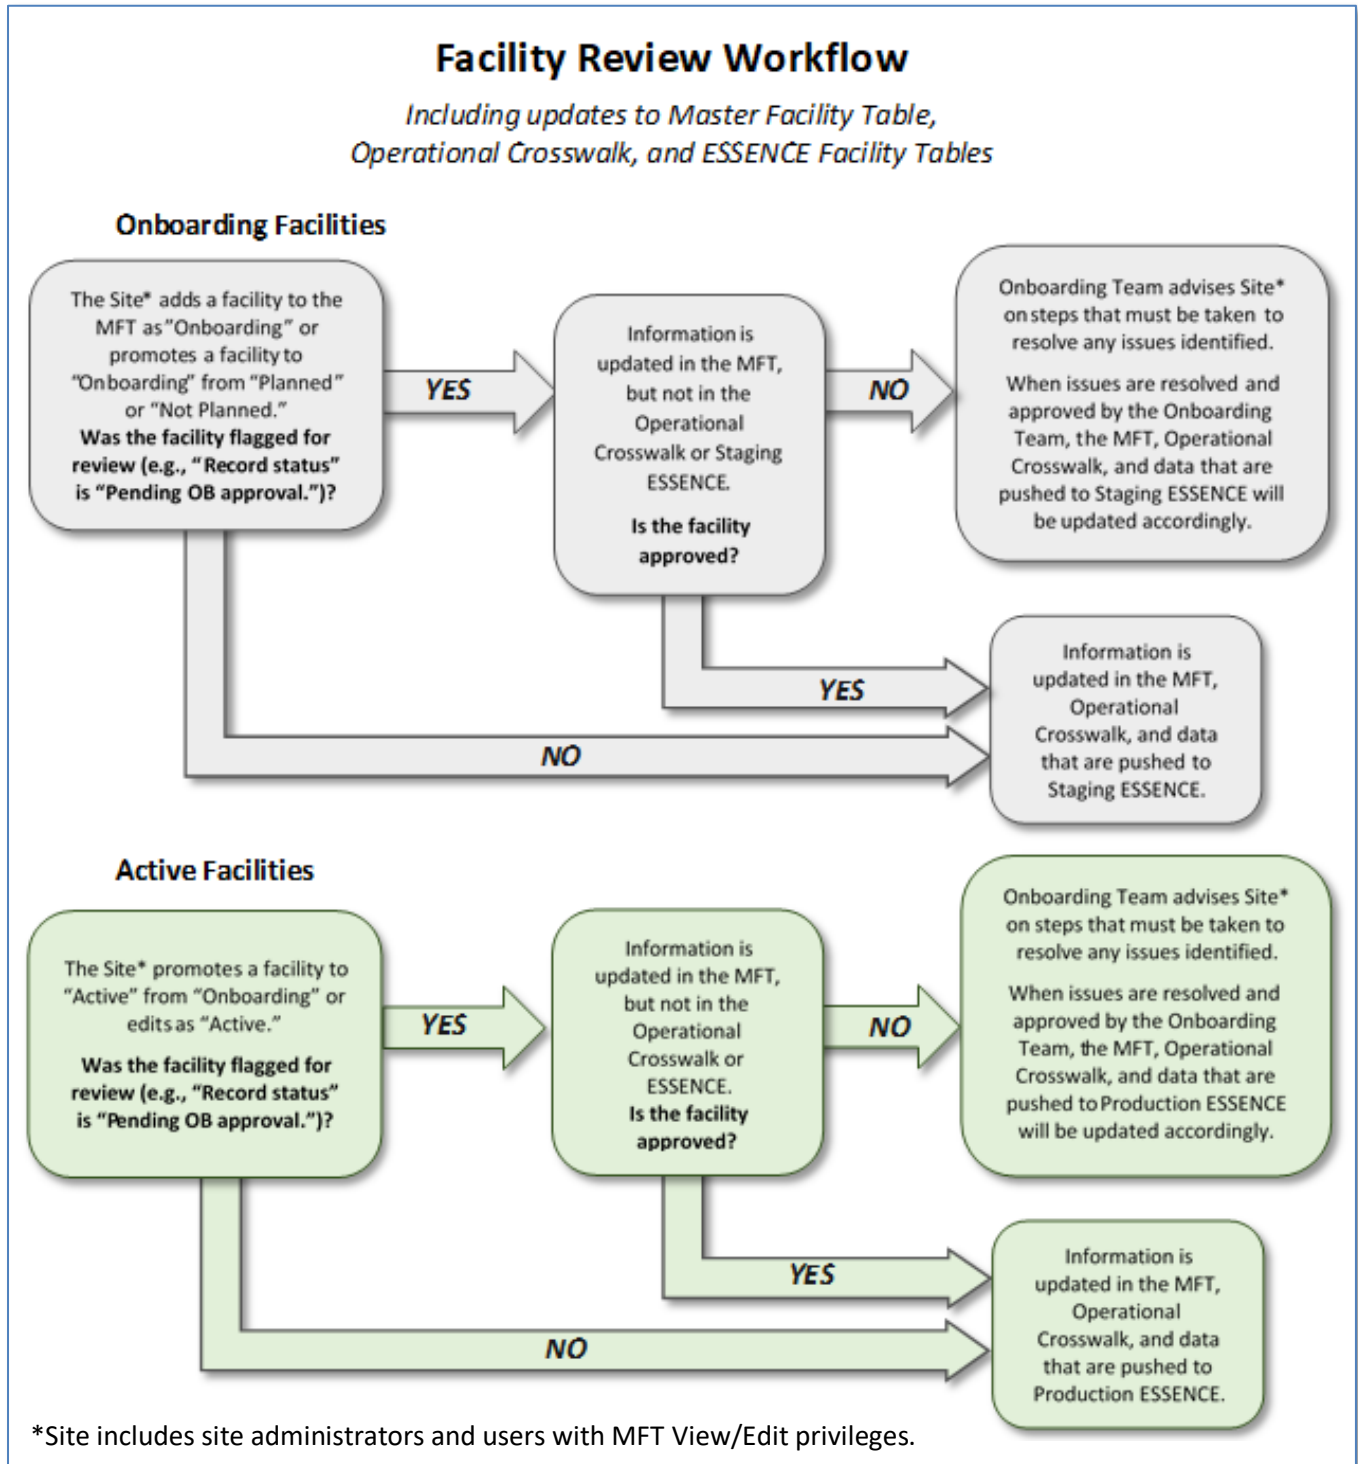 Facility Review Workflow
Including updates to Master Facility Table,
Operational Crosswalk, and ESSENCE Facility Tables
Onboarding Facilities
The Site* adds a facility to the
MFT as "Onboarding" or
promotes a facility to
"Onboarding" from "Planned"
or "Not Planned."
Was the facility flagged for
review (e.g., "Record status"
is "Pending OB approval.")?
YES
Information is
updated in the MFT,
but not in the
Operational
Crosswalk or Staging
ESSENCE.
Is the facility
approved?
NO
Onboarding Team advises Site*
on steps that must be taken to
resolve any issues identified.
When issues are resolved and
approved by the Onboarding
Team, the MFT, Operational
Crosswalk, and data that are
pushed to Staging ESSENCE will
be updated accordingly.
YES
NO
Information is
updated in the MFT,
Operational
Crosswalk, and data
that are pushed to
Staging ESSENCE.
Active Facilities
The Site* promotes a facility to
"Active" from "Onboarding" or
edits as "Active."
Was the facility flagged for
review (e.g., "Record status"
is "Pending OB approval.")?
YES
Information is
updated in the MFT,
but not in the
Operational
Crosswalk or
ESSENCE.
Is the facility
approved?
NO
Onboarding Team advises Site*
on steps that must be taken to
resolve any issues identified.
When issues are resolved and
approved by the Onboarding
Team, the MFT, Operational
Crosswalk, and data that are
pushed to Production ESSENCE
will be updated accordingly.
YES
NO
Information is
updated in the MFT,
Operational
Crosswalk, and data
that are pushed to
Production ESSENCE.
*Site includes site administrators and users with MFT View/Edit privileges.